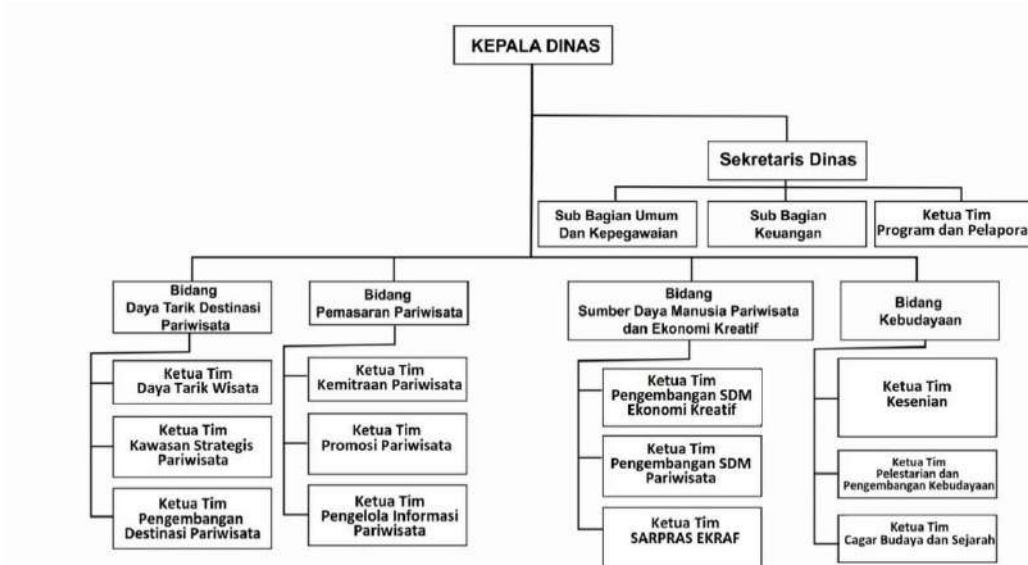 KEPALA DINAS
Sekretaris Dinas
Sub Bagian Umum
Dan Kepegawaian
Sub Bagian
Keuangan
Ketua Tim
Program dan Pelapora
Bidang
Daya Tarik Destinasi
Pariwisata
Bidang
Pemasaran Pariwisata
Bidang
Sumber Daya Manusia Pariwisata
dan Ekonomi Kreatif
Bidang
Kebudayaan
Ketua Tim
Daya Tarik Wisata
Ketua Tim
Kawasan Strategis
Pariwisata
Ketua Tim
Pengembangan
Destinasi Pariwisata
Ketua Tim
Kemitraan Pariwisata
Ketua Tim
Promosi Pariwisata
Ketua Tim
Pengelola Informasi
Pariwisata
Ketua Tim
Pengembangan SDM
Ekonomi Kreatif
Ketua Tim
Pengembangan SDM
Pariwisata
Ketua Tim
SARPRAS EKRAF
Ketua Tim
Kesenian
Ketua Tim
Pelestarian dan
Pengembangan Kebudayaan
Ketua Tim
Cagar Budaya dan Sejarah